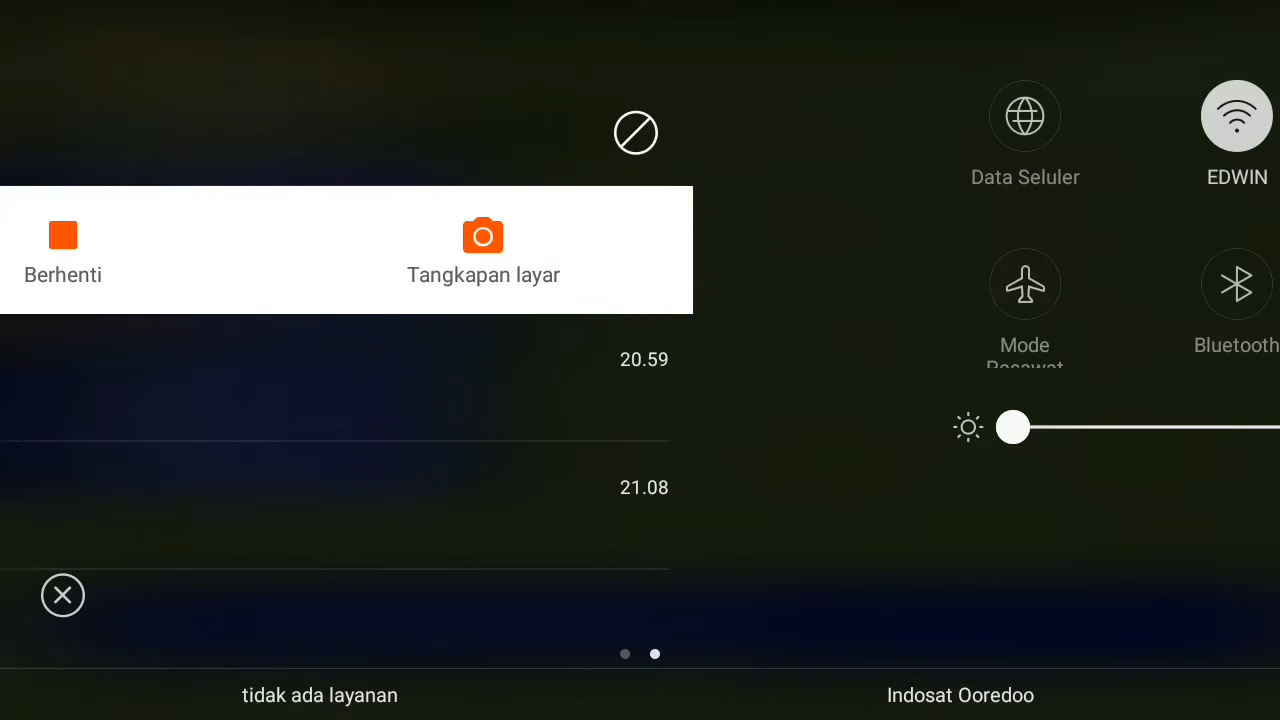 Data Seluler
EDWIN
Berhenti
Tangkapan layar
Mode
Bluetooth
20.59
21.08
tidak ada layanan
Indosat Ooredoo